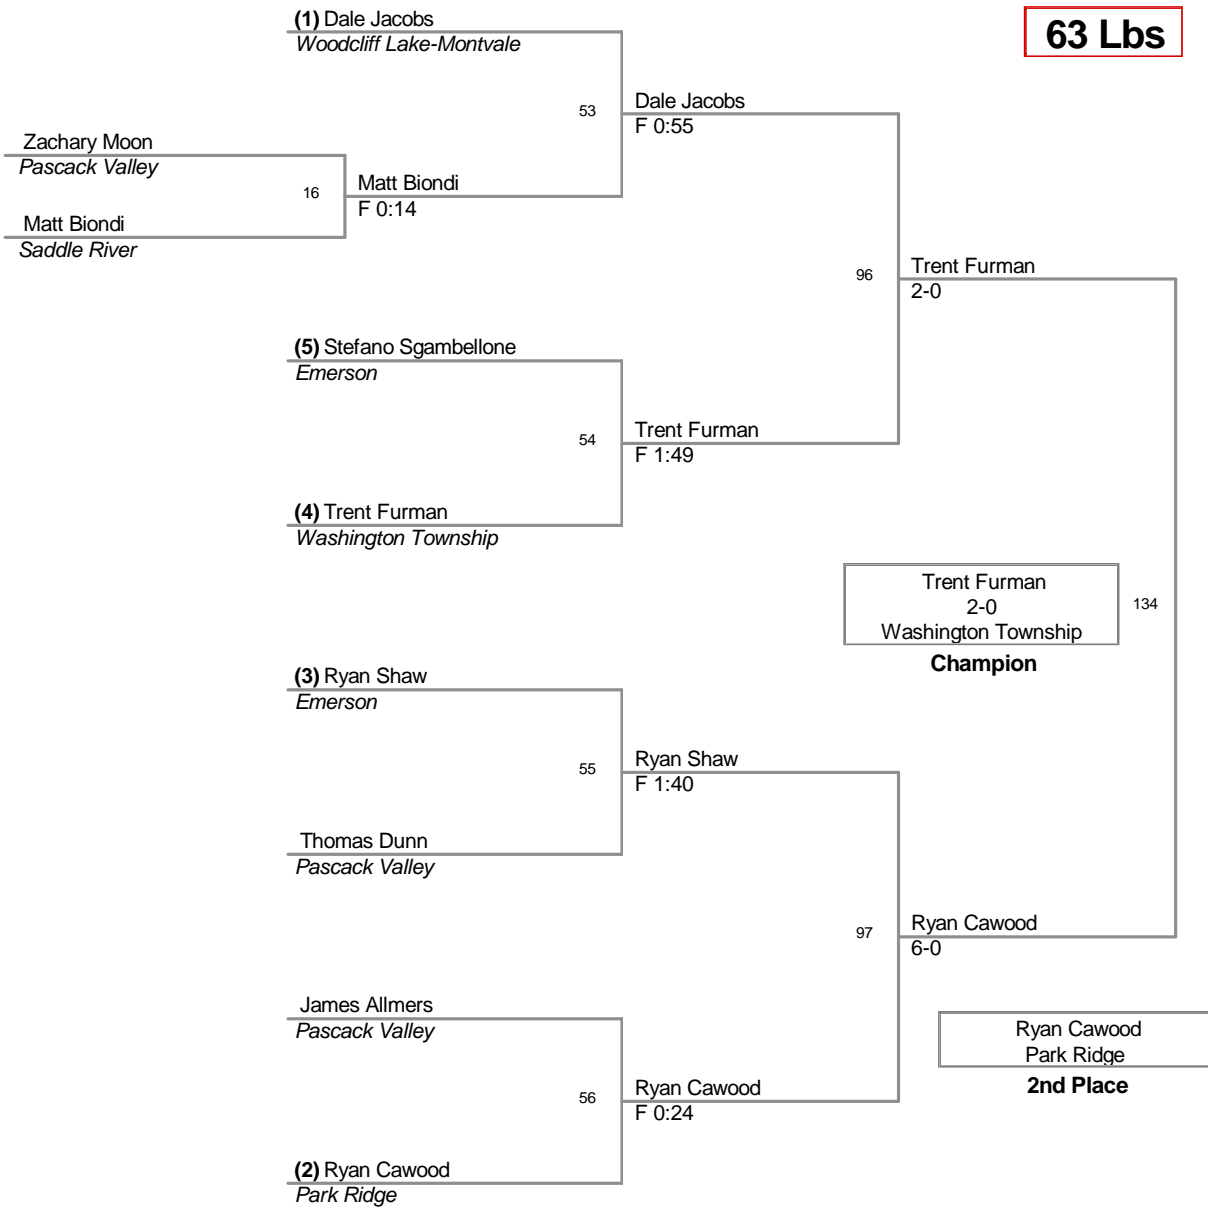 (1) Dale Jacobs
Woodcliff Lake-Montvale
63 Lbs
53
Dale Jacobs
F 0:55
Zachary Moon
Pascack Valley
16
Matt Biondi
F 0:14
Matt Biondi
Saddle River
96
Trent Furman
2-0
(5) Stefano Sgambellone
Emerson
54
Trent Furman
F 1:49
(4) Trent Furman
Washington Township
Trent Furman
2-0
Washington Township
134
Champion
(3) Ryan Shaw
Emerson
55
Ryan Shaw
F 1:40
Thomas Dunn
Pascack Valley
97
Ryan Cawood
6-0
James Allmers
Pascack Valley
Ryan Cawood
Park Ridge
2nd Place
56
Ryan Cawood
F 0:24
(2) Ryan Cawood
Park Ridge